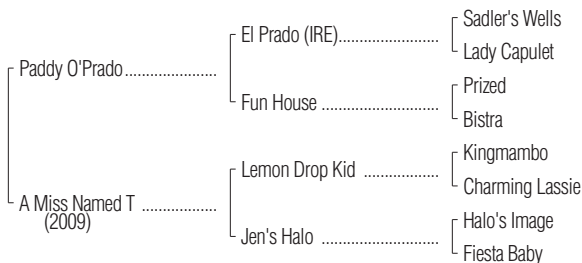 Sadler's Wells
El Prado (IRE)....................
Lady Capulet
Paddy O'Prado..................
Prized
Fun House .......................
Bistra
Kingmambo
Lemon Drop Kid ..............
Charming Lassie
A Miss Named T ...............
(2009)
Halo's Image
Jen's Halo .......................
Fiesta Baby